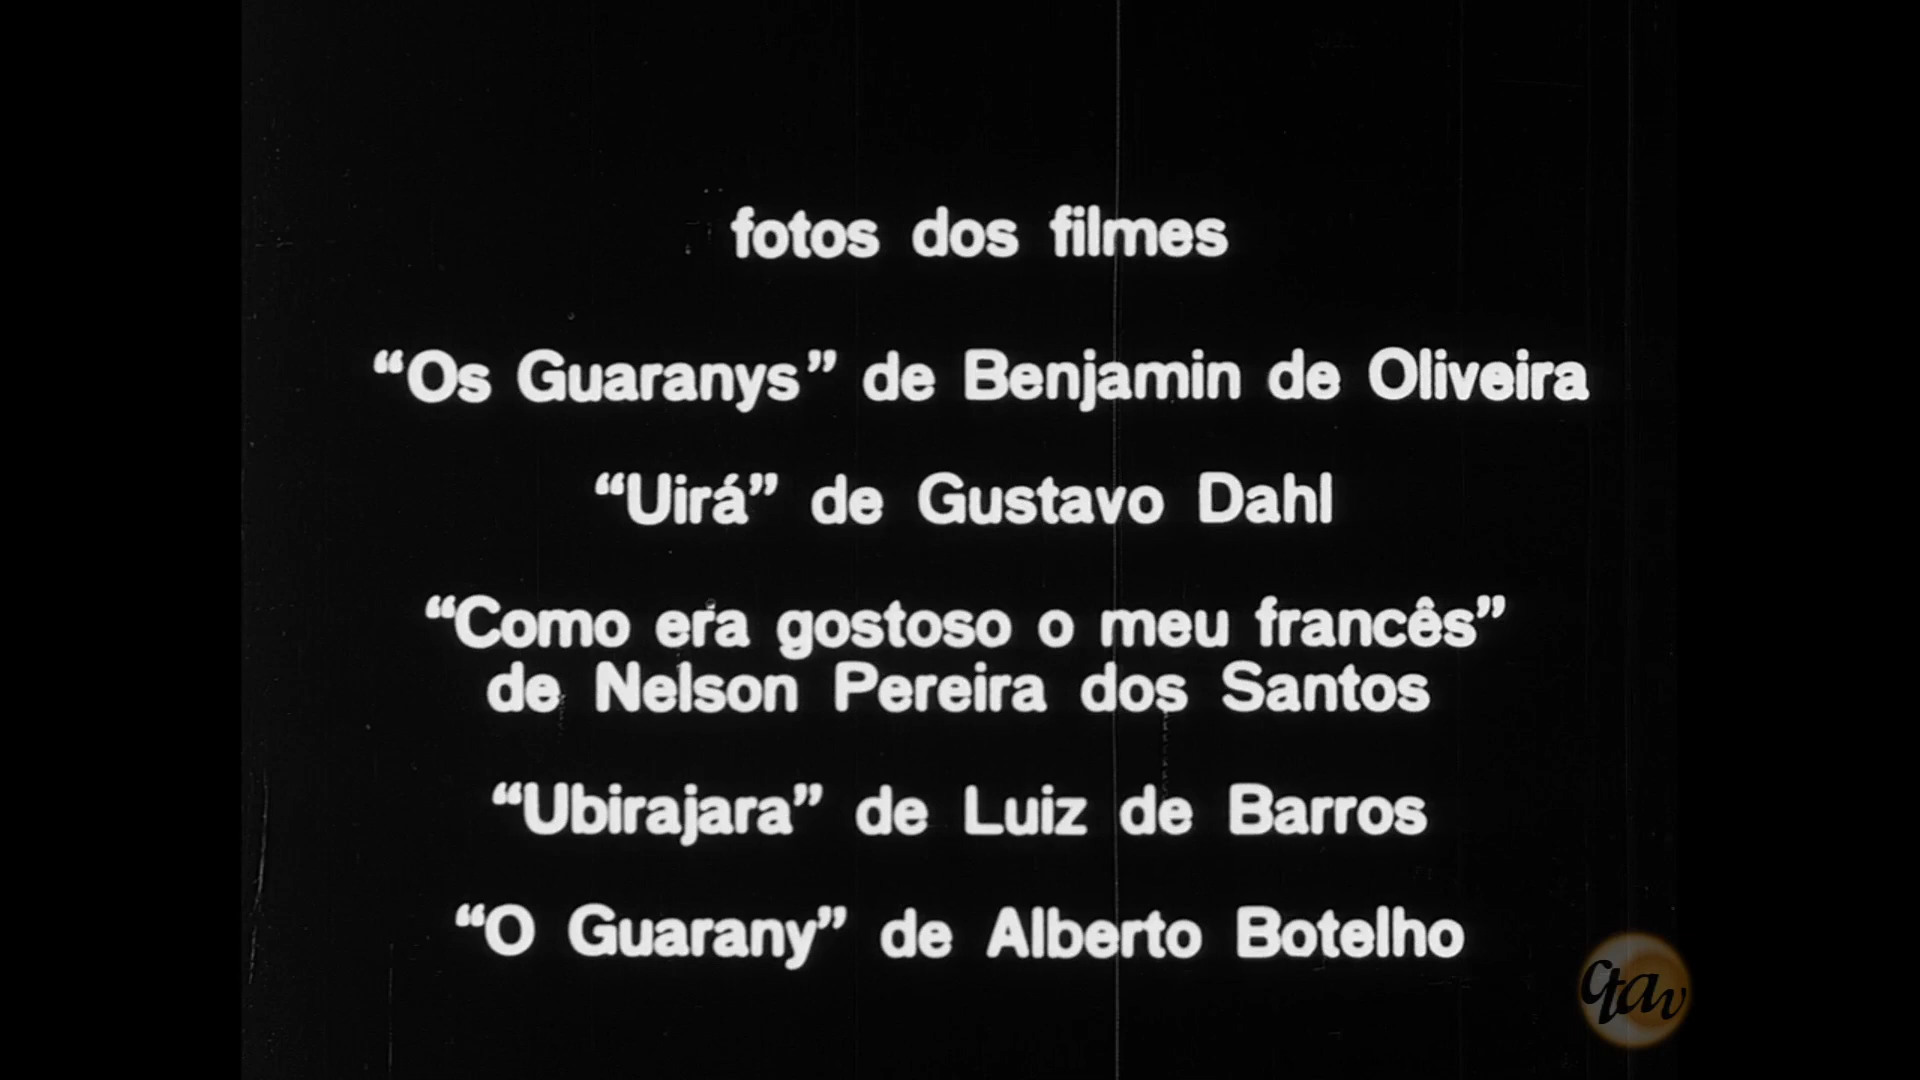 fotos dos filmes
“Os Guaranys” de Benjamin de Oliveira
“Uirá” de Gustavo Dahl
“Como era gostoso o meu francês”
de Nelson Pereira dos Santos
“Ubirajara” de Luiz de Barros
“O Guarany” de Alberto Botelho
ctav